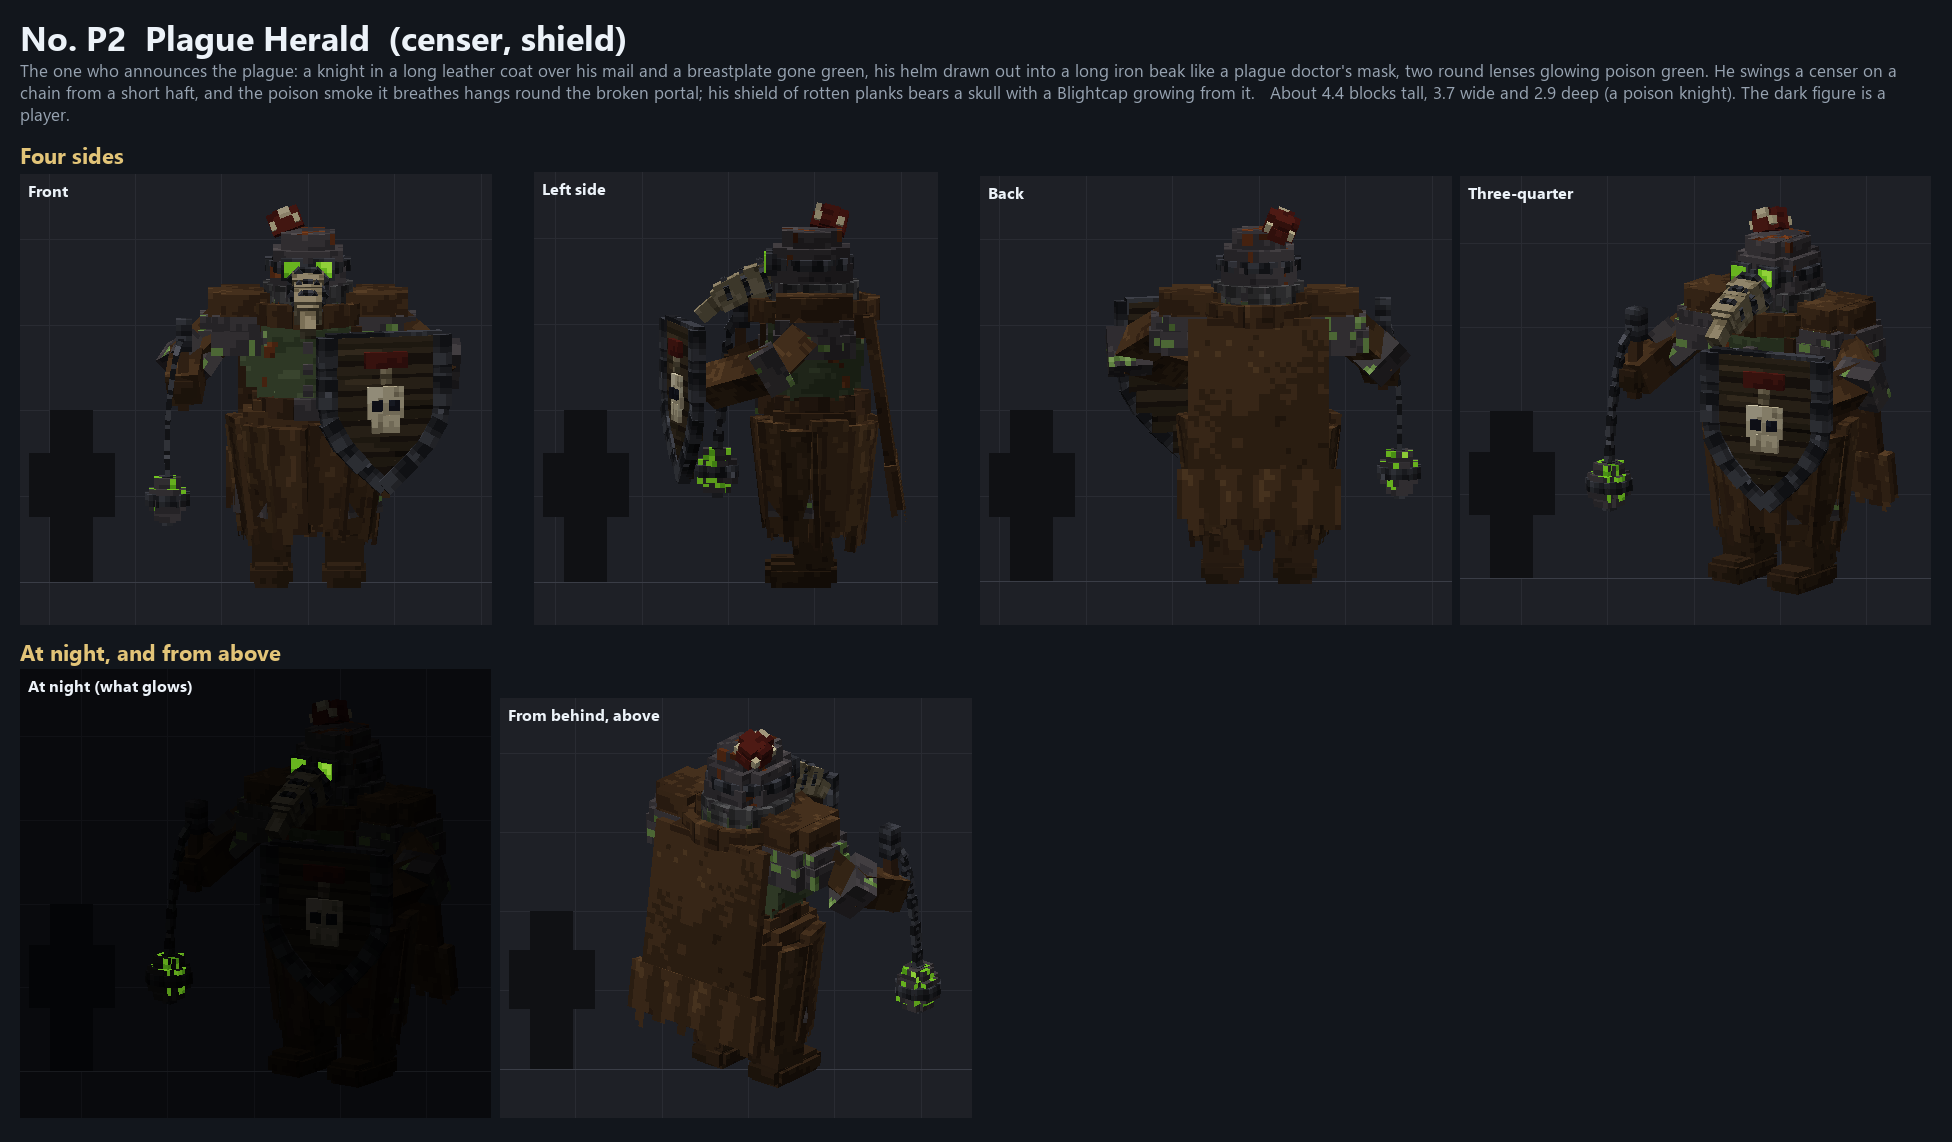 No. P2  Plague Herald  (censer, shield)
The one who announces the plague: a knight in a long leather coat over his mail and a breastplate gone green, his helm drawn out into a long iron beak like a plague doctor's mask, two round lenses glowing poison green. He swings a censer on a
chain from a short haft, and the poison smoke it breathes hangs round the broken portal; his shield of rotten planks bears a skull with a Blightcap growing from it.   About 4.4 blocks tall, 3.7 wide and 2.9 deep (a poison knight). The dark figure is a
player.
Four sides
Front
Left side
Back
Three-quarter
At night, and from above
At night (what glows)
From behind, above